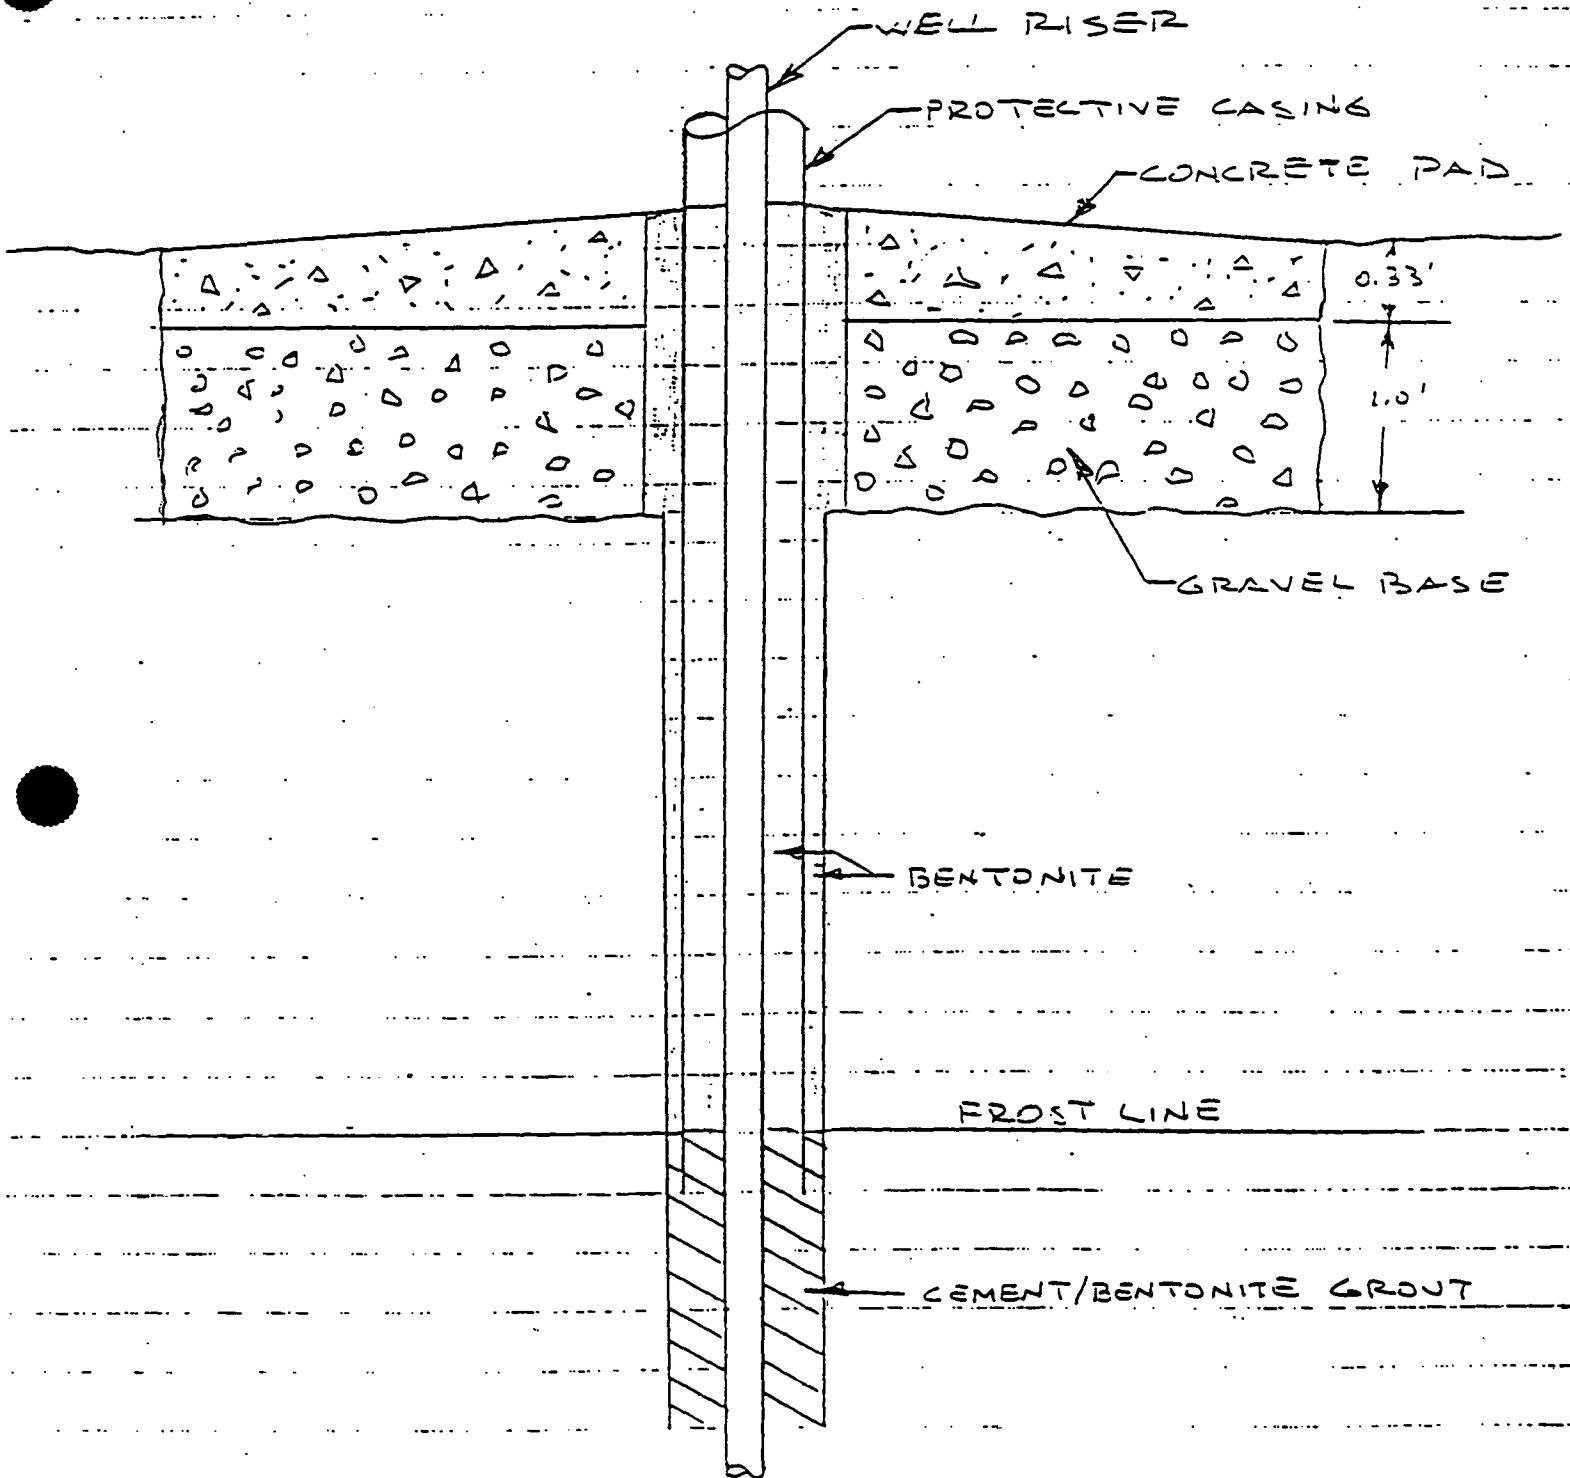 WELL RISER
PROTECTIVE CASING
CONCRETE PAD
0.33'
1.0'
GRAVEL BASE
BENTONITE
FROST LINE
CEMENT/BENTONITE GROUT